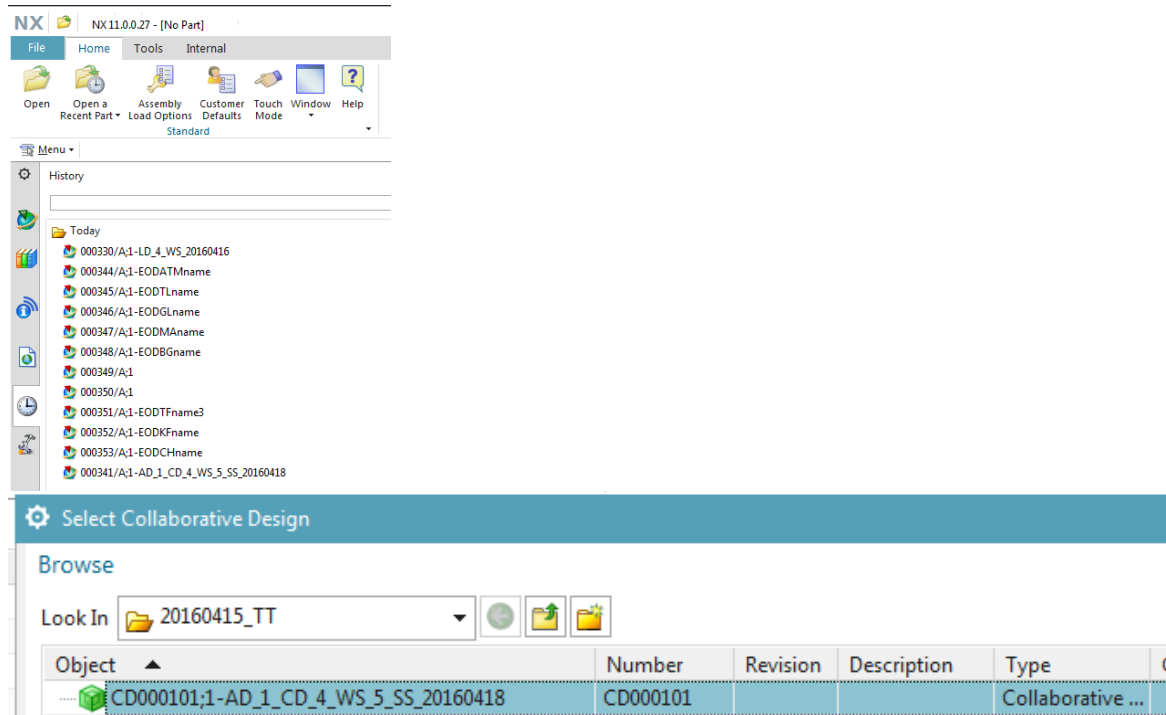 NX NX 11.0.0.27 - [No Part]
File Home Tools Internal
Open Open a Recent Part Assembly Load Options Customer Defaults Touch Mode Window Help
Standard
Menu
History
Today
000330/A;1-LD_4_WS_20160416
000344/A;1-EODATMname
000345/A;1-EODTLname
000346/A;1-EODGLname
000347/A;1-EODMAname
000348/A;1-EODBGname
000349/A;1
000350/A;1
000351/A;1-EODTFname3
000352/A;1-EODKFname
000353/A;1-EODCHname
000341/A;1-AD_1_CD_4_WS_5_SS_20160418
Select Collaborative Design
Browse
Look In 20160415_TT
Object Number Revision Description Type
CD000101;1-AD_1_CD_4_WS_5_SS_20160418 CD000101 Collaborative ...